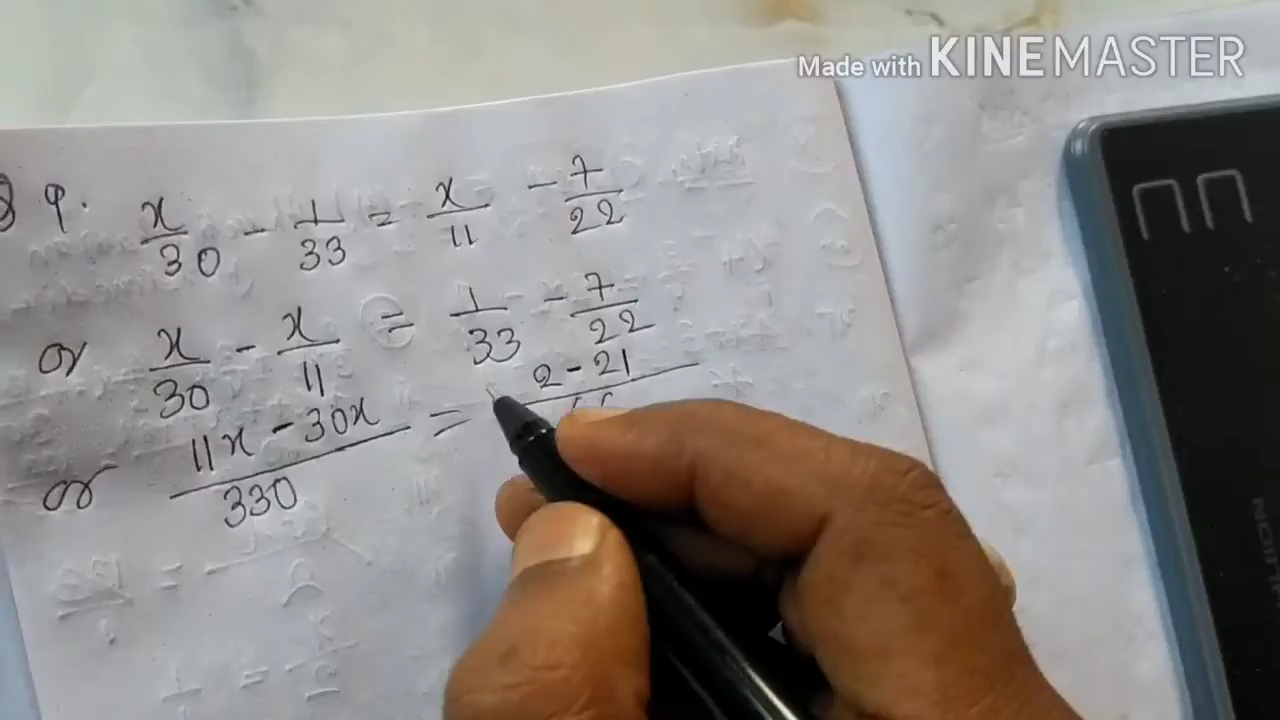 Made with KINEMASTER
Q 9. x/30 - 1/33 = x/11 - 7/22
or x/30 - x/11 = 1/33 - 7/22
or 11x - 30x/330 = 2 - 21/66